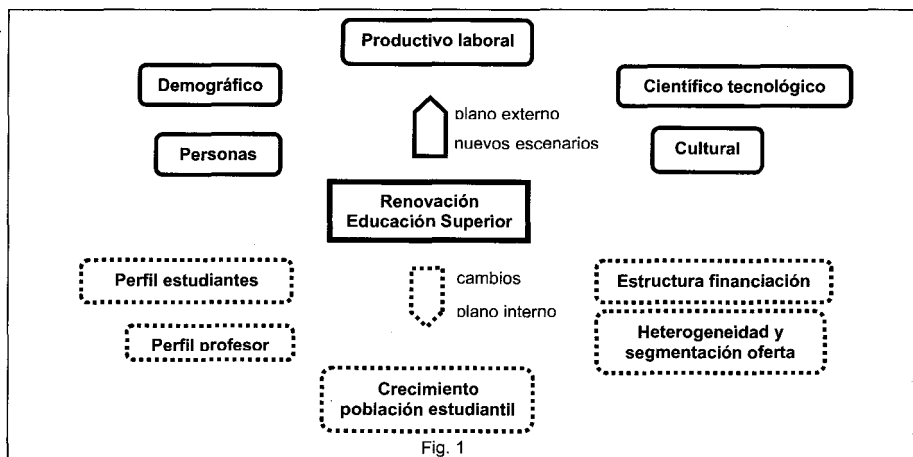 Productivo laboral
Demográfico
Científico tecnológico
plano externo
nuevos escenarios
Personas
Cultural
Renovación
Educación Superior
Perfil estudiantes
cambios
plano interno
Estructura financiación
Perfil profesor
Heterogeneidad y
segmentación oferta
Crecimiento
población estudiantil
Fig. 1